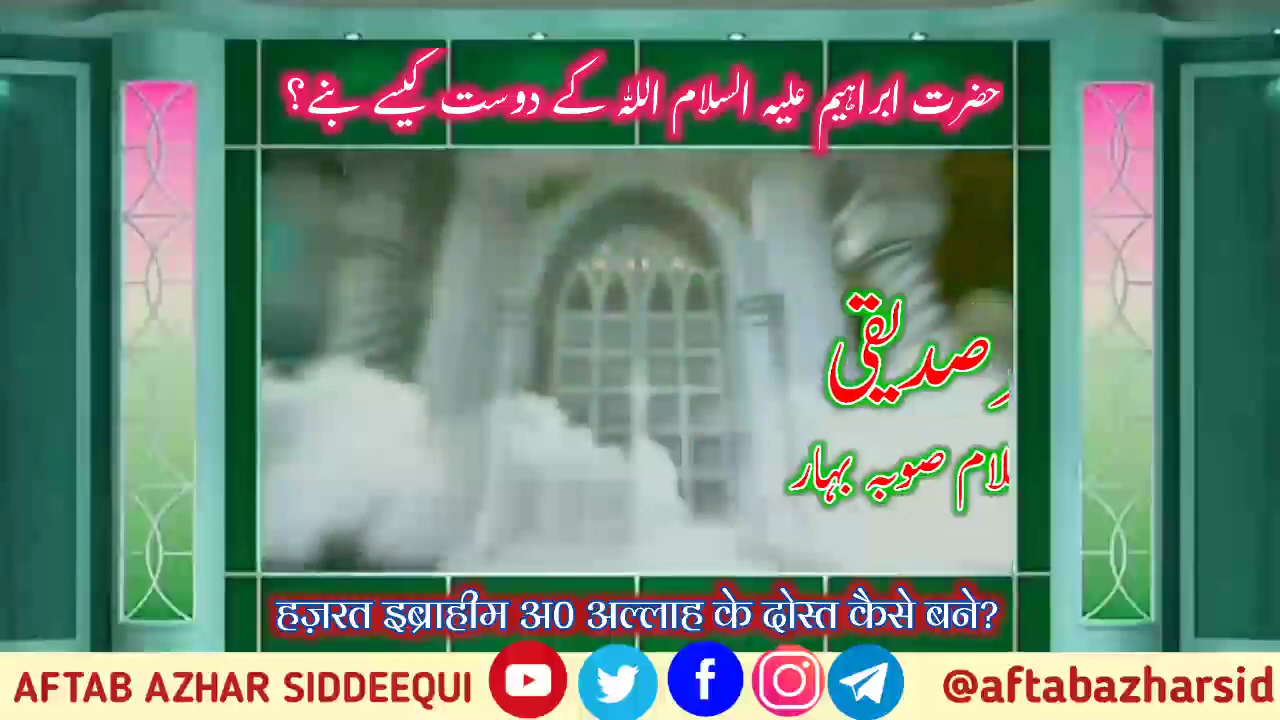 حضرت ابراہیم علیہ السلام اللہ کے دوست کیسے بنے؟
صدیقی
صوبہ بہار
हज़रत इब्राहीम अ0 अल्लाह के दोस्त कैसे बने?
AFTAB AZHAR SIDDEEQUI
@aftabazharsid